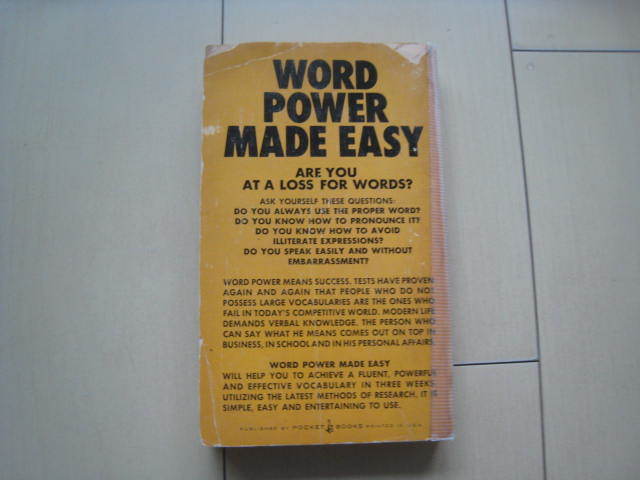 WORD
POWER
MADE EASY
ARE YOU
AT A LOSS FOR WORDS?
ASK YOURSELF THESE QUESTIONS:
DO YOU ALWAYS USE THE PROPER WORD?
DO YOU KNOW HOW TO PRONOUNCE IT?
DO YOU KNOW HOW TO AVOID
ILLITERATE EXPRESSIONS?
DO YOU SPEAK EASILY AND WITHOUT
EMBARRASSMENT?
WORD POWER MEANS SUCCESS. TESTS HAVE PROVEN
AGAIN AND AGAIN THAT PEOPLE WHO DO NOT
POSSESS LARGE VOCABULARIES ARE THE ONES WHO
FAIL IN TODAY'S COMPETITIVE WORLD. MODERN LIFE
DEMANDS VERBAL KNOWLEDGE. THE PERSON WHO
CAN SAY WHAT HE MEANS COMES OUT ON TOP IN
BUSINESS, IN SCHOOL AND IN HIS PERSONAL AFFAIRS.
WORD POWER MADE EASY
WILL HELP YOU TO ACHIEVE A FLUENT, POWERFUL
AND EFFECTIVE VOCABULARY IN THREE WEEKS.
UTILIZING THE LATEST METHODS OF RESEARCH, IT IS
SIMPLE, EASY AND ENTERTAINING TO USE.
PUBLISHED BY POCKET BOOKS PRINTED IN U.S.A.